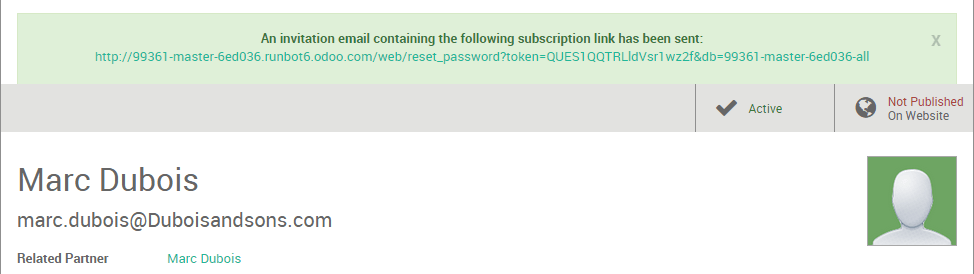 An invitation email containing the following subscription link has been sent:
http://99361-master-6ed036.runbot6.odoo.com/web/reset_password?token=QUES1QQTRLldVsr1wz2f&db=99361-master-6ed036-all
x
Active
Not Published
On Website
Marc Dubois
marc.dubois@Duboisandsons.com
Related Partner Marc Dubois